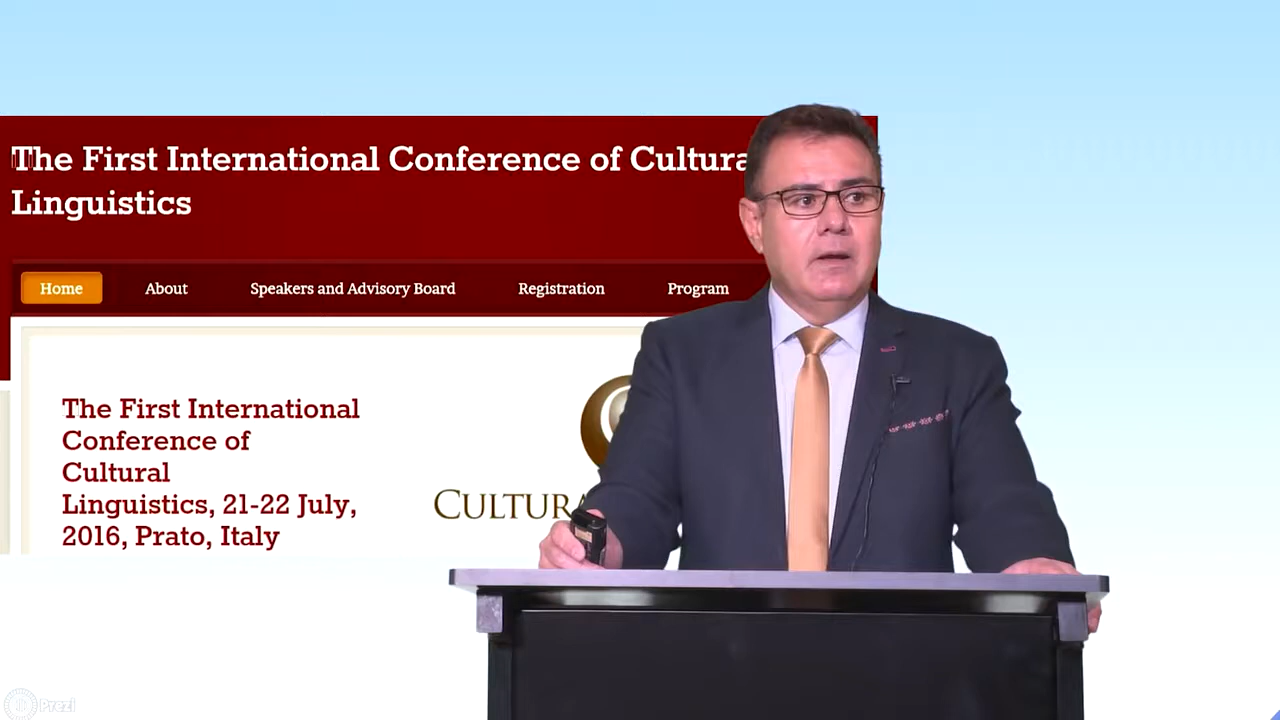 The First International Conference of Cultura
Linguistics
Home About Speakers and Advisory Board Registration Program
The First International
Conference of
Cultural
Linguistics, 21-22 July,
2016, Prato, Italy
CULTURA
Prezi